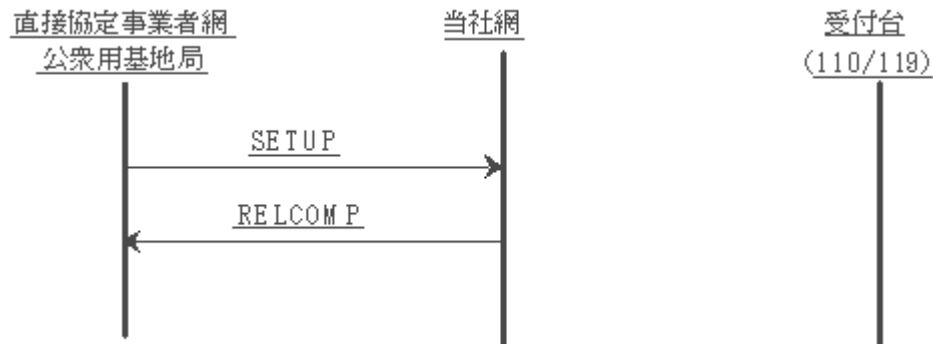 直接協定事業者網
公衆用基地局
当社網
受付台
(110/119)
SETUP
RELCOMP